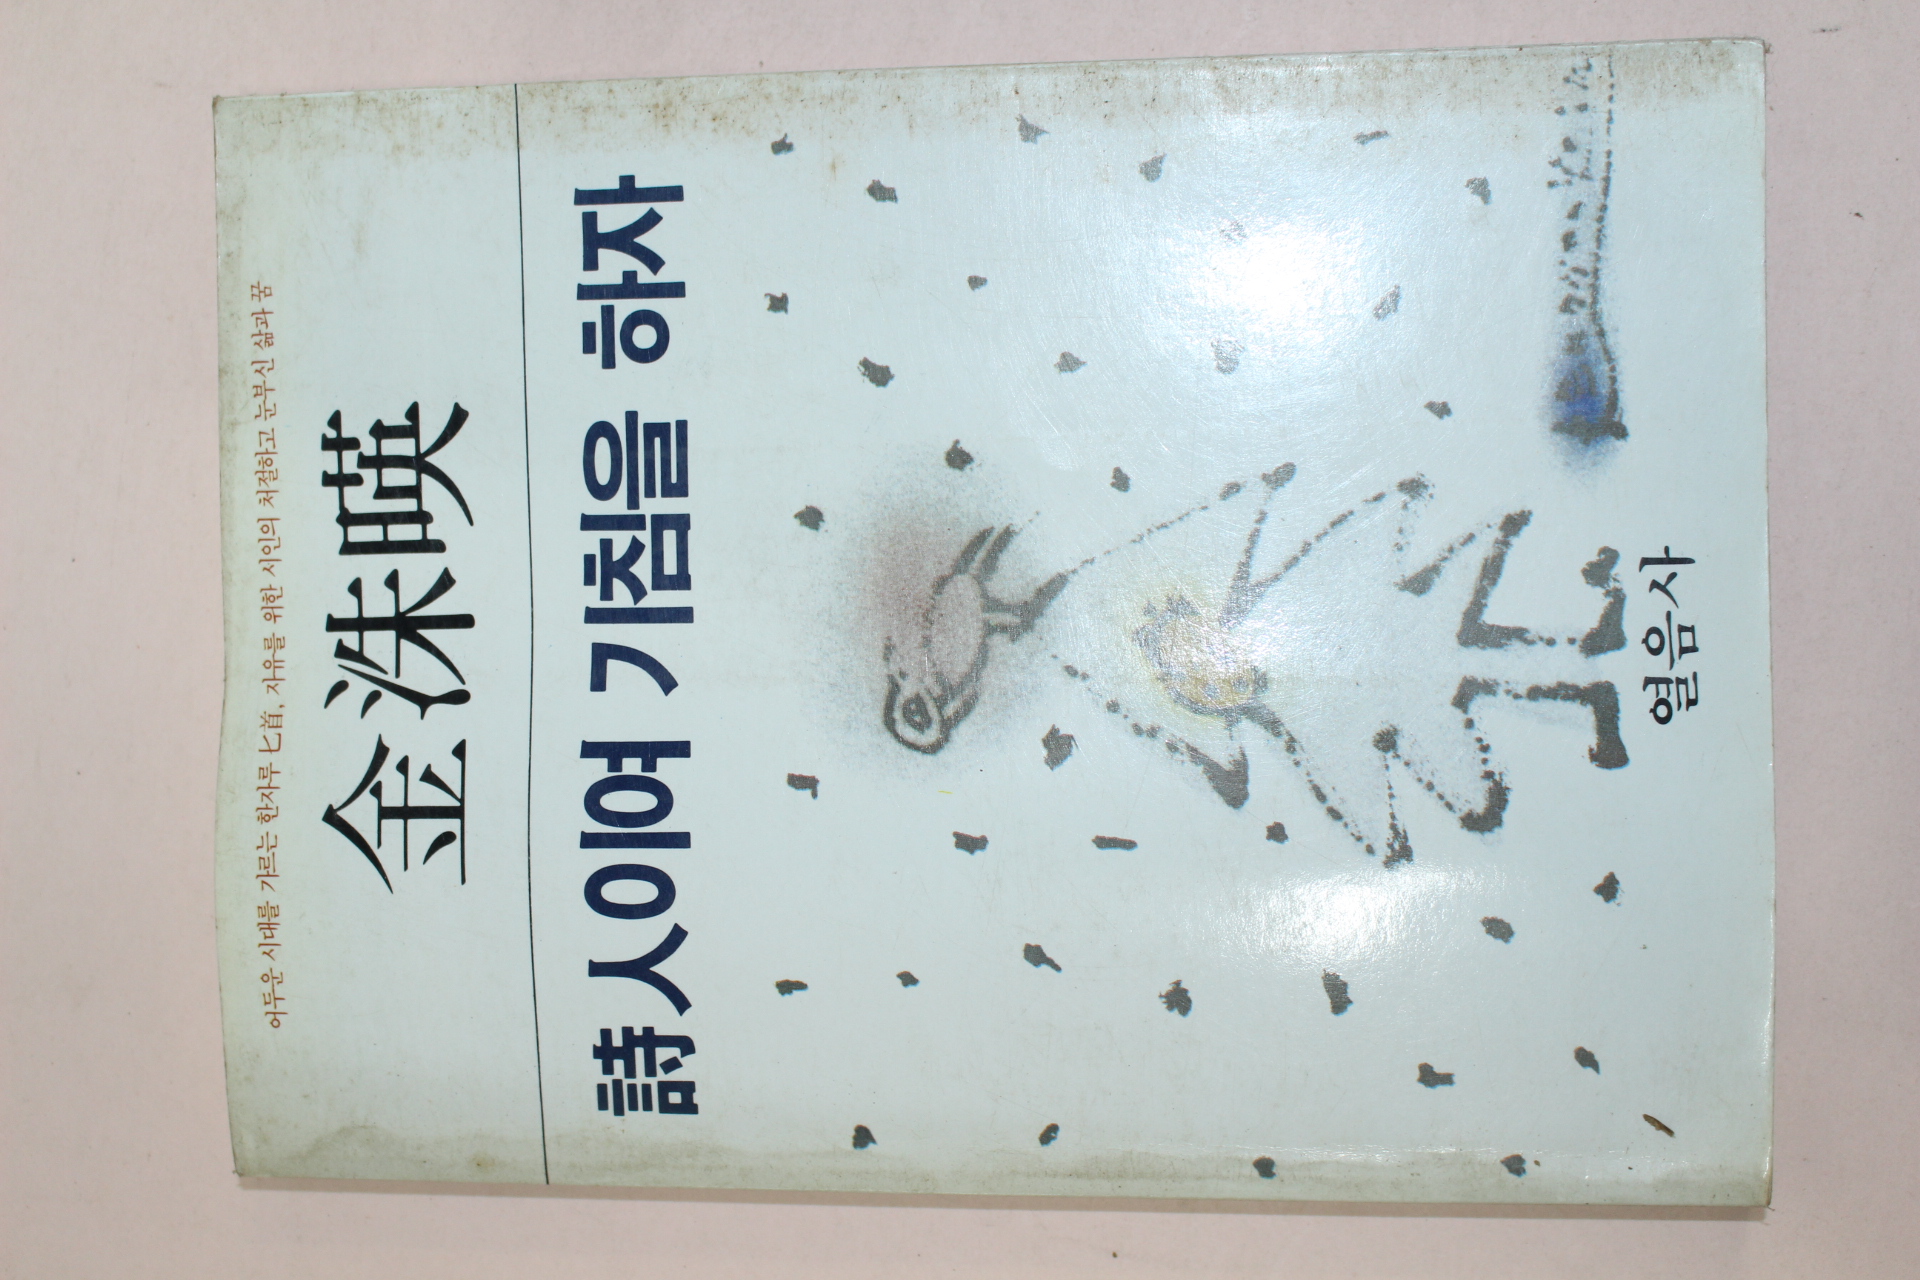 어두운 시대를 가르는 한자루 匕首, 자유를 위한 시인의 처절하고 눈부신 삶과 꿈
金洙暎
詩人이여 기침을 하자
열음사